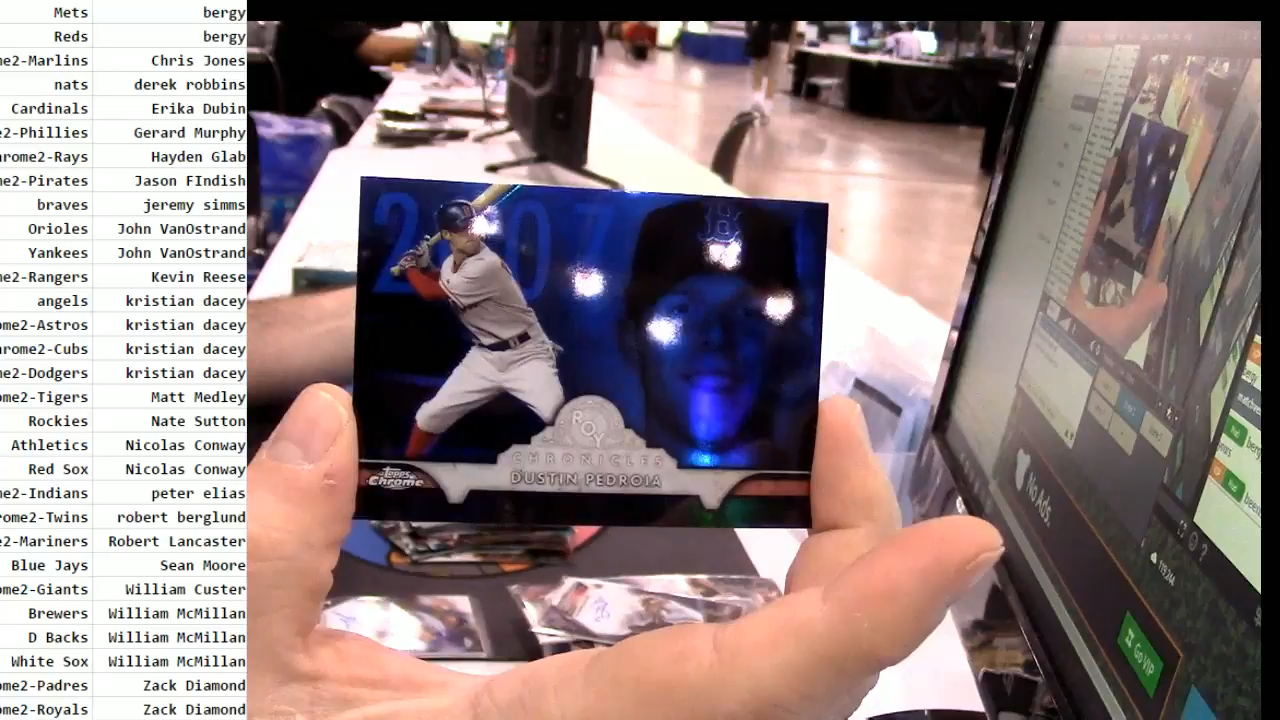 Mets bergy
Reds bergy
me2-Marlins Chris Jones
nats derek robbins
Cardinals Erika Dubin
e2-Phillies Gerard Murphy
hrome2-Rays Hayden Glab
me2-Pirates Jason FIndish
braves jeremy simms
Orioles John VanOstrand
Yankees John VanOstrand
me2-Rangers Kevin Reese
angels kristian dacey
ome2-Astros kristian dacey
hrome2-Cubs kristian dacey
me2-Dodgers kristian dacey
ome2-Tigers Matt Medley
Rockies Nate Sutton
Athletics Nicolas Conway
Red Sox Nicolas Conway
me2-Indians peter elias
rome2-Twins robert berglund
e2-Mariners Robert Lancaster
Blue Jays Sean Moore
ome2-Giants William Custer
Brewers William McMillan
D Backs William McMillan
White Sox William McMillan
ome2-Padres Zack Diamond
ome2-Royals Zack Diamond
2007
B
ROY
CHRONICLES
DUSTIN PEDROIA
Topps
Chrome
No Ads.
119,244
Go VIP